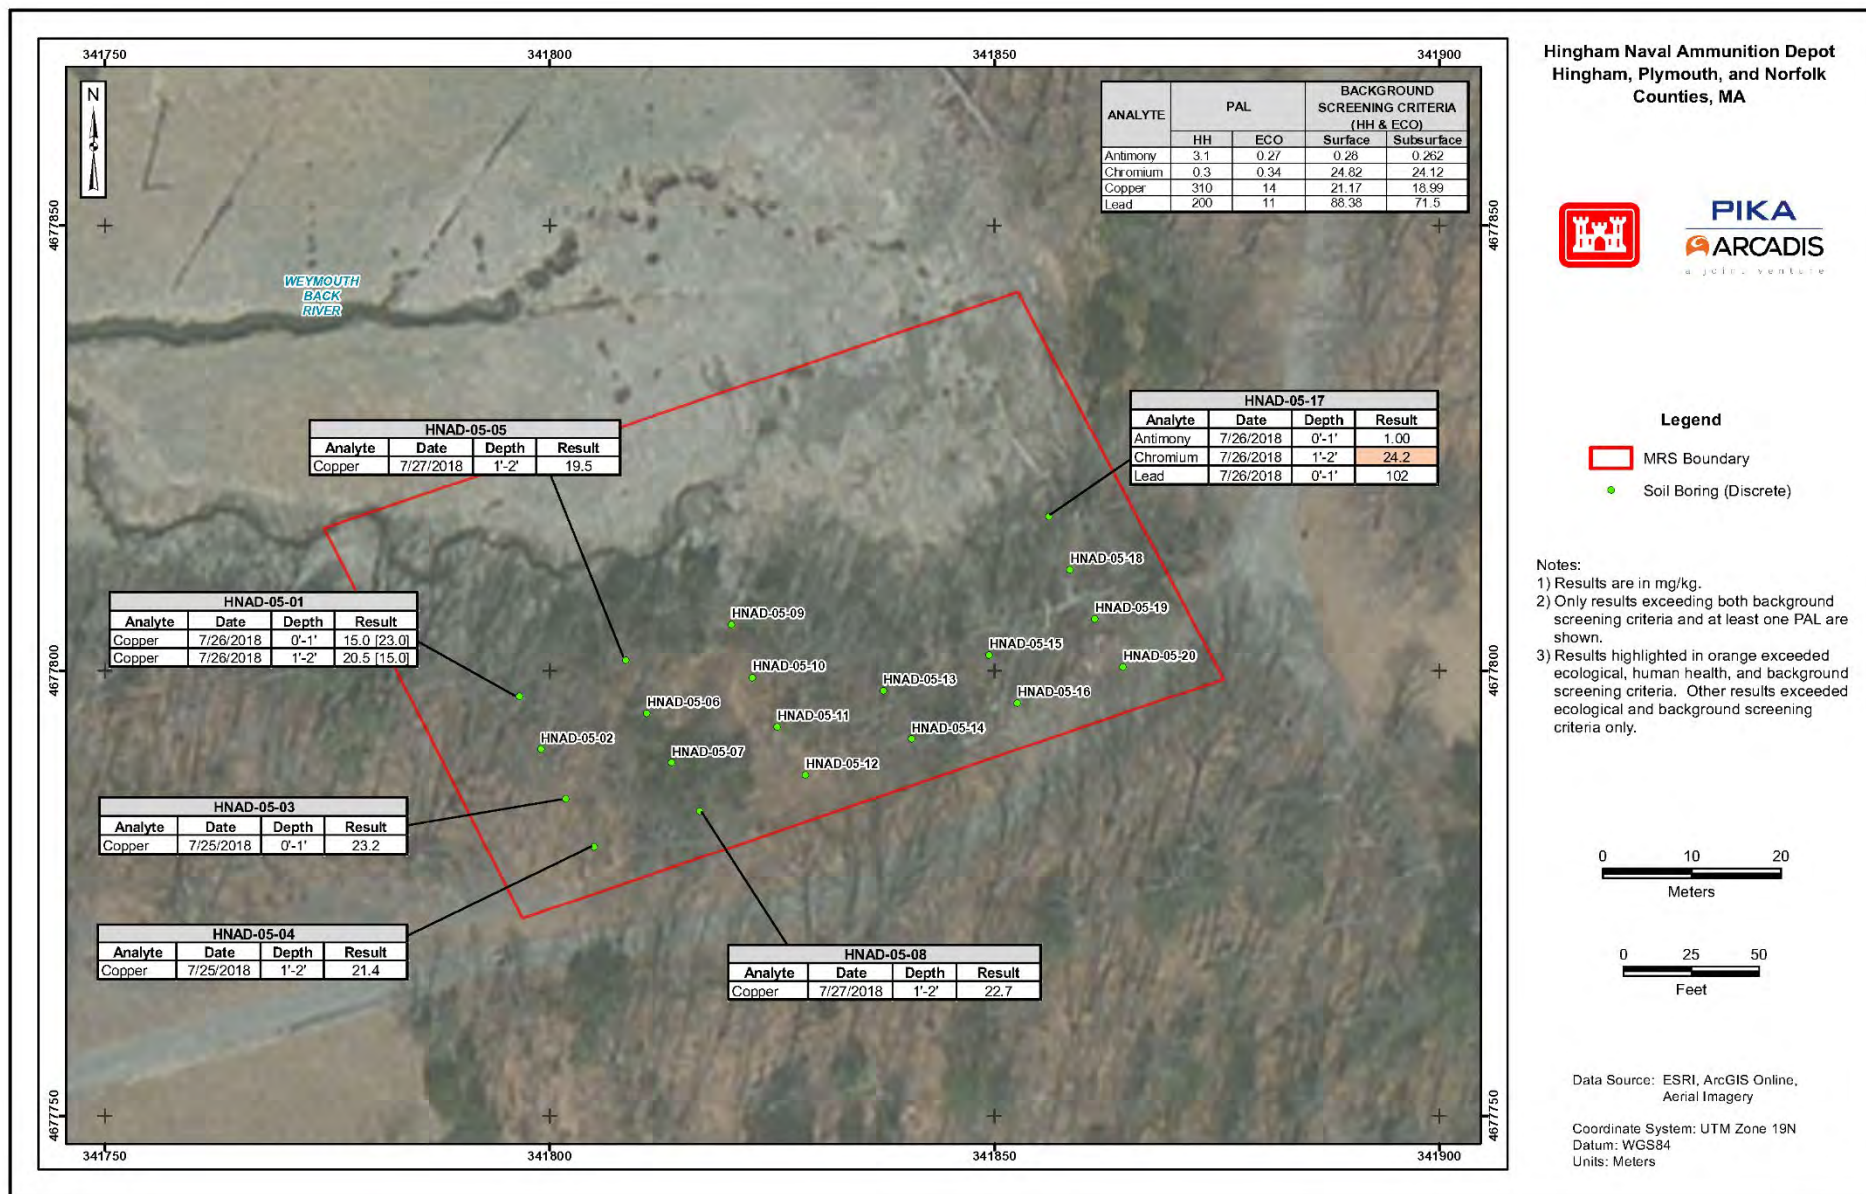 341750 341800 341850 341900
N
ANALYTE PAL BACKGROUND SCREENING CRITERIA (HH & ECO)
HH ECO Surface Subsurface
Antimony 3.1 0.27 0.28 0.262
Chromium 0.3 0.34 24.82 24.12
Copper 310 14 21.17 18.99
Lead 200 11 88.38 71.5
4677850 4677850
WEYMOUTH
BACK
RIVER
HNAD-05-17
Analyte Date Depth Result
Antimony 7/26/2018 0'-1' 1.00
Chromium 7/26/2018 1'-2' 24.2
Lead 7/26/2018 0'-1' 102
HNAD-05-05
Analyte Date Depth Result
Copper 7/27/2018 1'-2' 19.5
HNAD-05-18
HNAD-05-01
Analyte Date Depth Result
Copper 7/26/2018 0'-1' 15.0 [23.0]
Copper 7/26/2018 1'-2' 20.5 [15.0]
HNAD-05-09
HNAD-05-19
HNAD-05-15
HNAD-05-20
HNAD-05-10
HNAD-05-13
HNAD-05-16
HNAD-05-06
HNAD-05-11
HNAD-05-14
HNAD-05-02
HNAD-05-07
HNAD-05-12
4677800 4677800
HNAD-05-03
Analyte Date Depth Result
Copper 7/25/2018 0'-1' 23.2
HNAD-05-04
Analyte Date Depth Result
Copper 7/25/2018 1'-2' 21.4
HNAD-05-08
Analyte Date Depth Result
Copper 7/27/2018 1'-2' 22.7
4677750 4677750
341750 341800 341850 341900
Hingham Naval Ammunition Depot
Hingham, Plymouth, and Norfolk
Counties, MA
PIKA
ARCADIS
a joint venture
Legend
MRS Boundary
Soil Boring (Discrete)
Notes:
1) Results are in mg/kg.
2) Only results exceeding both background
screening criteria and at least one PAL are
shown.
3) Results highlighted in orange exceeded
ecological, human health, and background
screening criteria. Other results exceeded
ecological and background screening
criteria only.
0 10 20
Meters
0 25 50
Feet
Data Source: ESRI, ArcGIS Online,
Aerial Imagery
Coordinate System: UTM Zone 19N
Datum: WGS84
Units: Meters